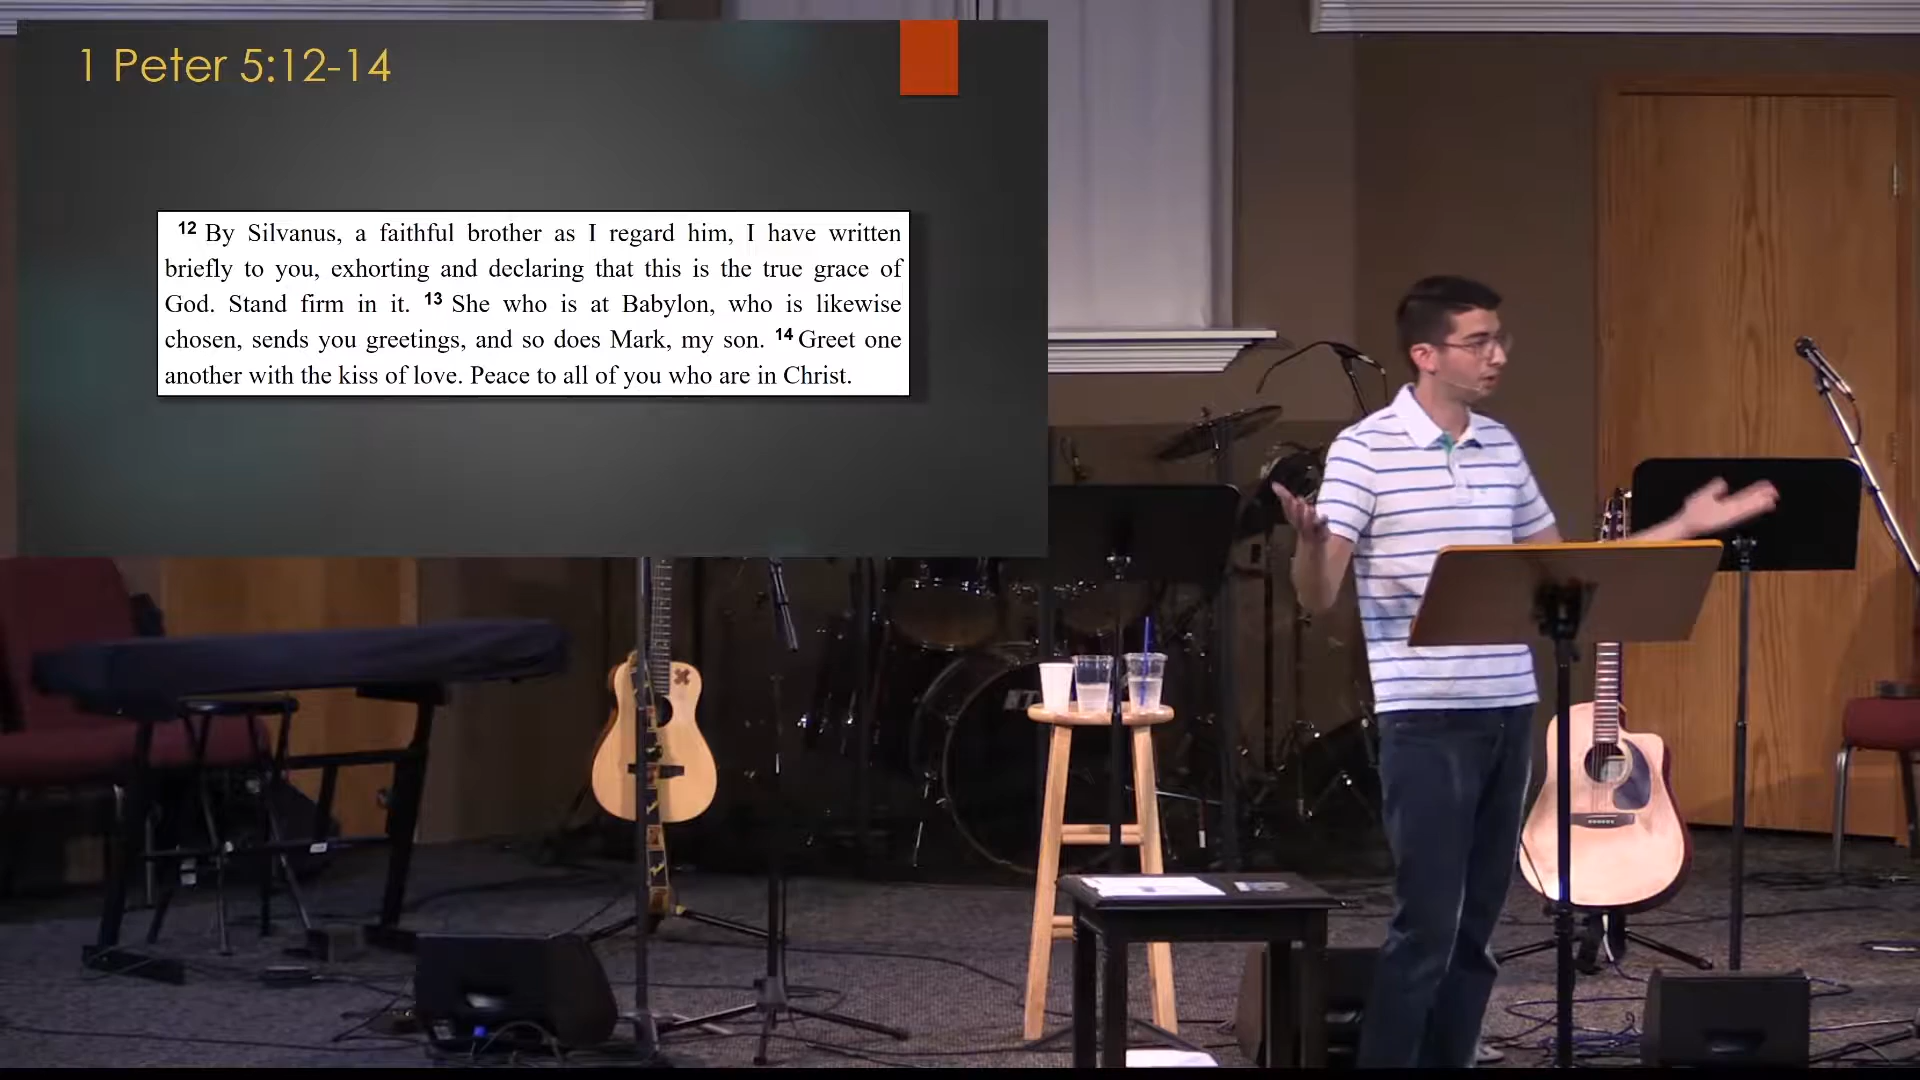 1 Peter 5:12-14
12 By Silvanus, a faithful brother as I regard him, I have written
briefly to you, exhorting and declaring that this is the true grace of
God. Stand firm in it. 13 She who is at Babylon, who is likewise
chosen, sends you greetings, and so does Mark, my son. 14 Greet one
another with the kiss of love. Peace to all of you who are in Christ.